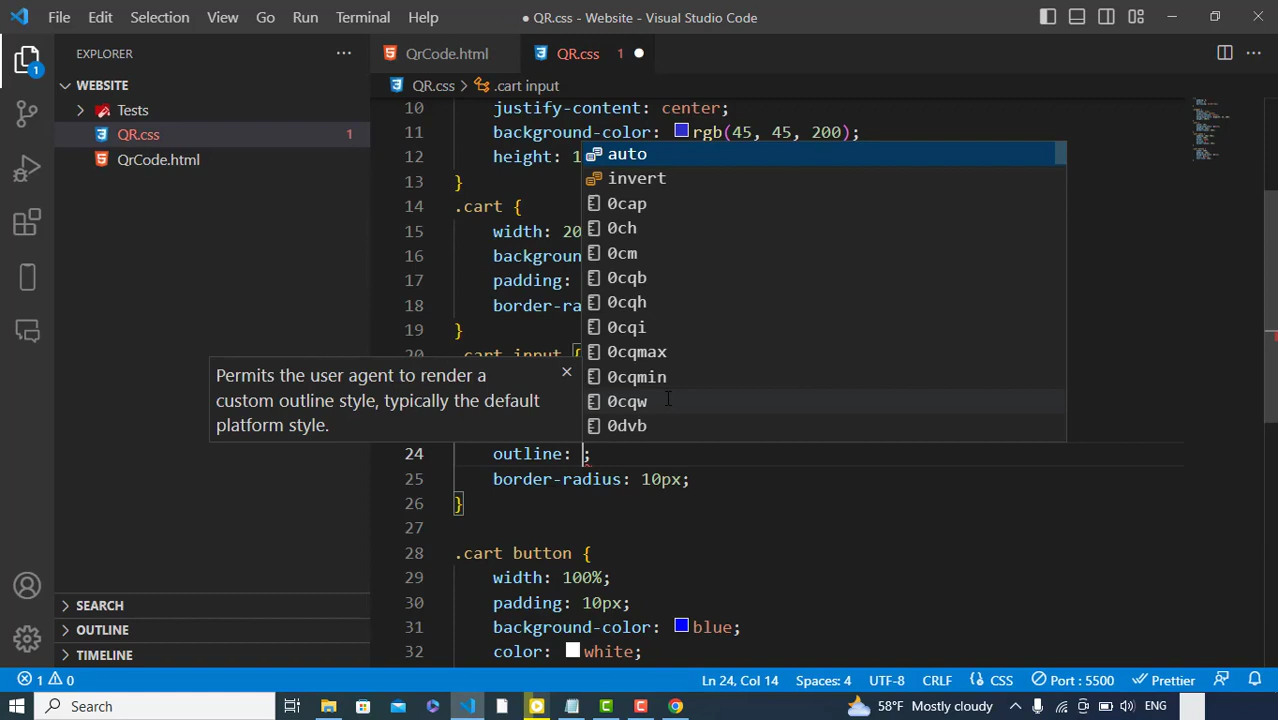 File Edit Selection View Go Run Terminal Help
● QR.css - Website - Visual Studio Code
EXPLORER
WEBSITE
Tests
QR.css 1
QrCode.html
SEARCH
OUTLINE
TIMELINE
1
QrCode.html
QR.css 1
QR.css > .cart input
10 justify-content: center;
11 background-color: rgb(45, 45, 200);
12 height: 1
13 }
14 .cart {
15 width: 20
16 backgroun
17 padding:
18 border-ra
19 }
20 .cart input {
auto
invert
0cap
0ch
0cm
0cqb
0cqh
0cqi
0cqmax
0cqmin
0cqw
0dvb
Permits the user agent to render a
custom outline style, typically the default
platform style.
24 outline: ;
25 border-radius: 10px;
26 }
27
28 .cart button {
29 width: 100%;
30 padding: 10px;
31 background-color: blue;
32 color: white;
1 0
Ln 24, Col 14 Spaces: 4 UTF-8 CRLF CSS Port : 5500 Prettier
Search
58°F Mostly cloudy
ENG